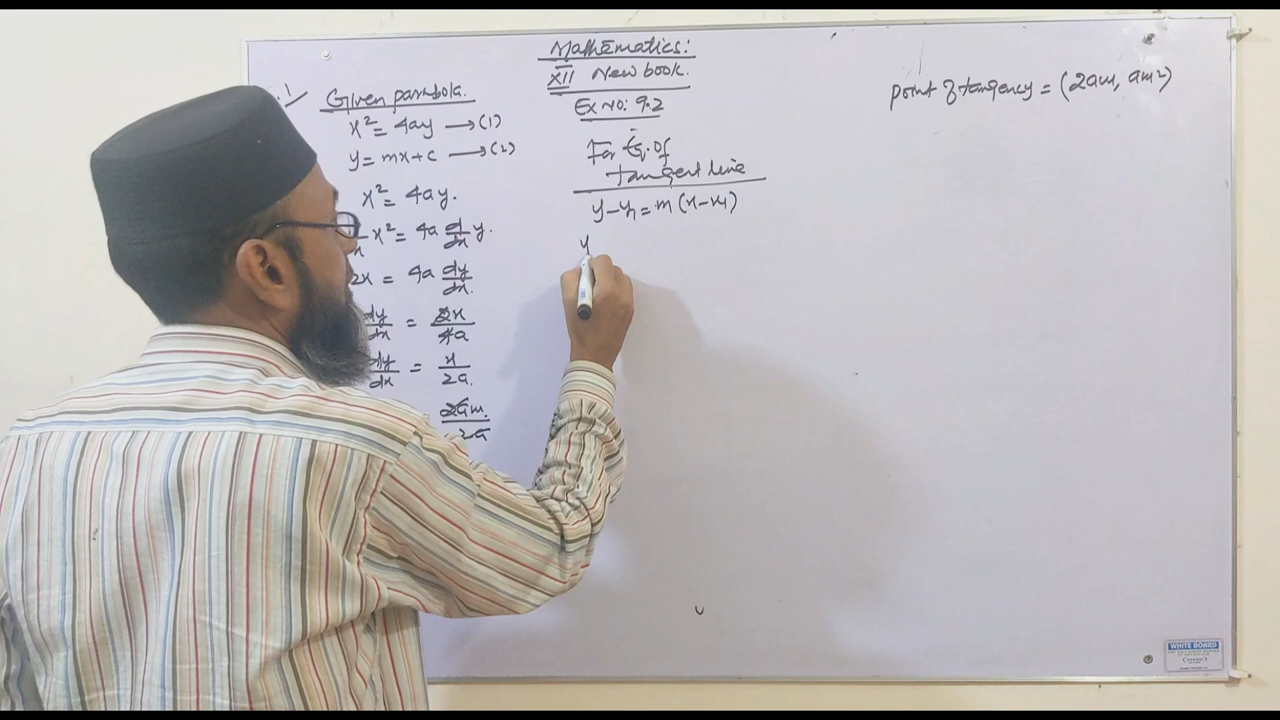 Mathematics:
XII New book.
Ex NO: 9.2
Given parabola.
x² = 4ay →(1)
y = mx+c →(2)
x² = 4ay.
x² = 4a d/dx y.
2x = 4a dy/dx.
dy/dx = 2x/4a
dy/dx = x/2a.
2am./2a
For Eq. of
tangent line
y-y₁ = m(x-x₁)
y
point of tangency = (2am, am²)
WHITE BOARD